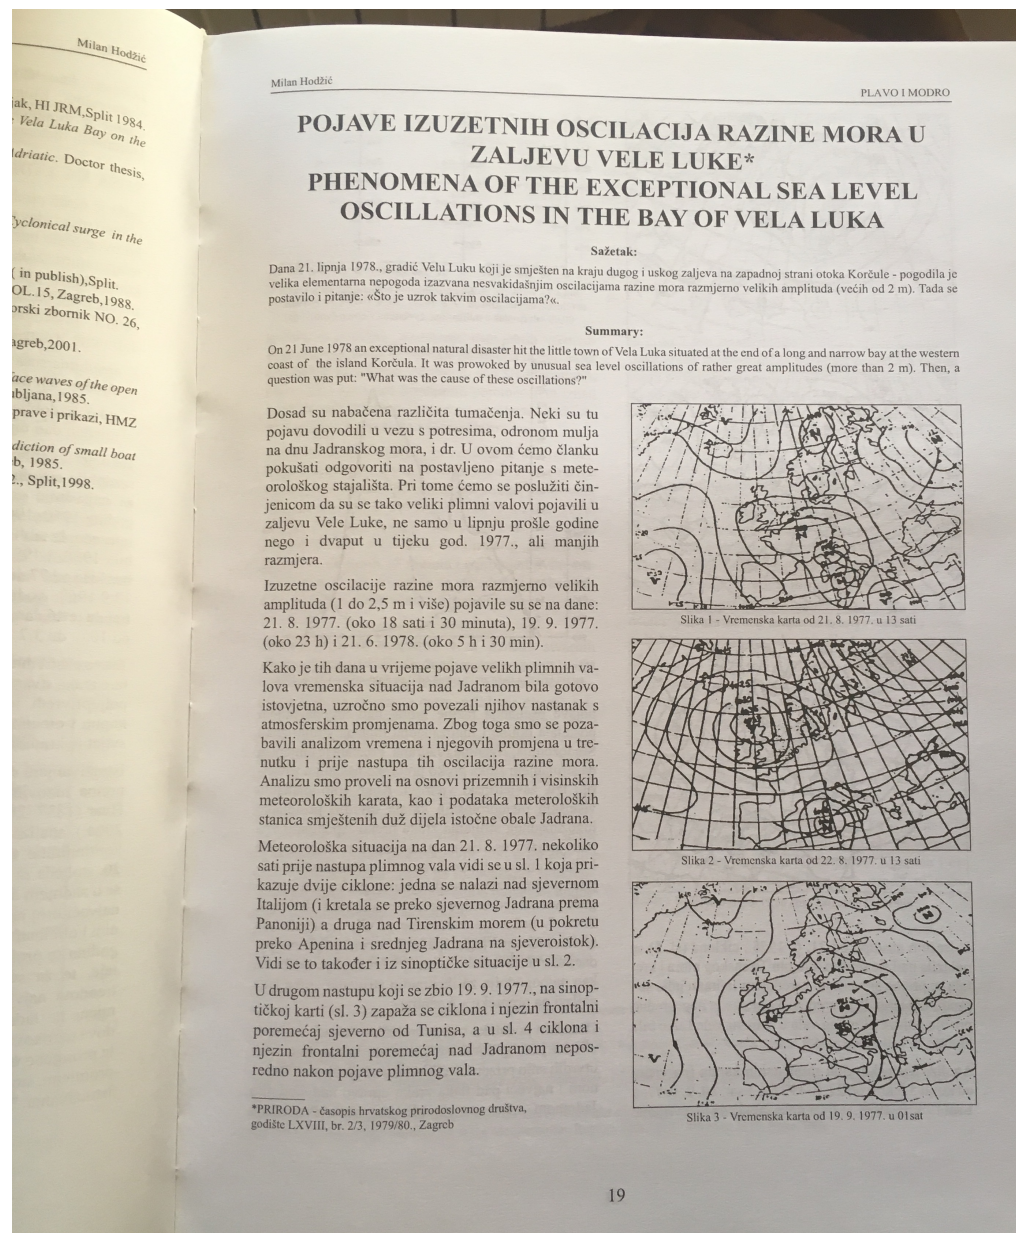 Milan Hodžić
jak, HI JRM,Split 1984.
Vela Luka Bay on the
driatic. Doctor thesis,
Cyclonical surge in the
( in publish),Split.
OL.15, Zagreb,1988.
orski zbornik NO. 26,
agreb,2001.
face waves of the open
ubljana,1985.
prave i prikazi, HMZ
diction of small boat
b, 1985.
2., Split,1998.
Milan Hodžić
PLAVO I MODRO
POJAVE IZUZETNIH OSCILACIJA RAZINE MORA U
ZALJEVU VELE LUKE*
PHENOMENA OF THE EXCEPTIONAL SEA LEVEL
OSCILLATIONS IN THE BAY OF VELA LUKA
Sažetak:
Dana 21. lipnja 1978., gradić Velu Luku koji je smješten na kraju dugog i uskog zaljeva na zapadnoj strani otoka Korčule - pogodila je
velika elementarna nepogoda izazvana nesvakidašnjim oscilacijama razine mora razmjerno velikih amplituda (većih od 2 m). Tada se
postavilo i pitanje: «Što je uzrok takvim oscilacijama?«.
Summary:
On 21 June 1978 an exceptional natural disaster hit the little town of Vela Luka situated at the end of a long and narrow bay at the western
coast of the island Korčula. It was prowoked by unusual sea level oscillations of rather great amplitudes (more than 2 m). Then, a
question was put: "What was the cause of these oscillations?"
Dosad su nabačena različita tumačenja. Neki su tu
pojavu dovodili u vezu s potresima, odronom mulja
na dnu Jadranskog mora, i dr. U ovom ćemo članku
pokušati odgovoriti na postavljeno pitanje s mete-
orološkog stajališta. Pri tome ćemo se poslužiti čin-
jenicom da su se tako veliki plimni valovi pojavili u
zaljevu Vele Luke, ne samo u lipnju prošle godine
nego i dvaput u tijeku god. 1977., ali manjih
razmjera.
Izuzetne oscilacije razine mora razmjerno velikih
amplituda (1 do 2,5 m i više) pojavile su se na dane:
21. 8. 1977. (oko 18 sati i 30 minuta), 19. 9. 1977.
(oko 23 h) i 21. 6. 1978. (oko 5 h i 30 min).
Kako je tih dana u vrijeme pojave velikh plimnih va-
lova vremenska situacija nad Jadranom bila gotovo
istovjetna, uzročno smo povezali njihov nastanak s
atmosferskim promjenama. Zbog toga smo se poza-
bavili analizom vremena i njegovih promjena u tre-
nutku i prije nastupa tih oscilacija razine mora.
Analizu smo proveli na osnovi prizemnih i visinskih
meteoroloških karata, kao i podataka meteroloških
stanica smještenih duž dijela istočne obale Jadrana.
Meteorološka situacija na dan 21. 8. 1977. nekoliko
sati prije nastupa plimnog vala vidi se u sl. 1 koja pri-
kazuje dvije ciklone: jedna se nalazi nad sjevernom
Italijom (i kretala se preko sjevernog Jadrana prema
Panoniji) a druga nad Tirenskim morem (u pokretu
preko Apenina i srednjeg Jadrana na sjeveroistok).
Vidi se to također i iz sinoptičke situacije u sl. 2.
U drugom nastupu koji se zbio 19. 9. 1977., na sinop-
tičkoj karti (sl. 3) zapaža se ciklona i njezin frontalni
poremećaj sjeverno od Tunisa, a u sl. 4 ciklona i
njezin frontalni poremećaj nad Jadranom nepos-
redno nakon pojave plimnog vala.
*PRIRODA - časopis hrvatskog prirodoslovnog društva,
godište LXVIII, br. 2/3, 1979/80., Zagreb
Slika 1 - Vremenska karta od 21. 8. 1977. u 13 sati
Slika 2 - Vremenska karta od 22. 8. 1977. u 13 sati
Slika 3 - Vremenska karta od 19. 9. 1977. u 01sat
19